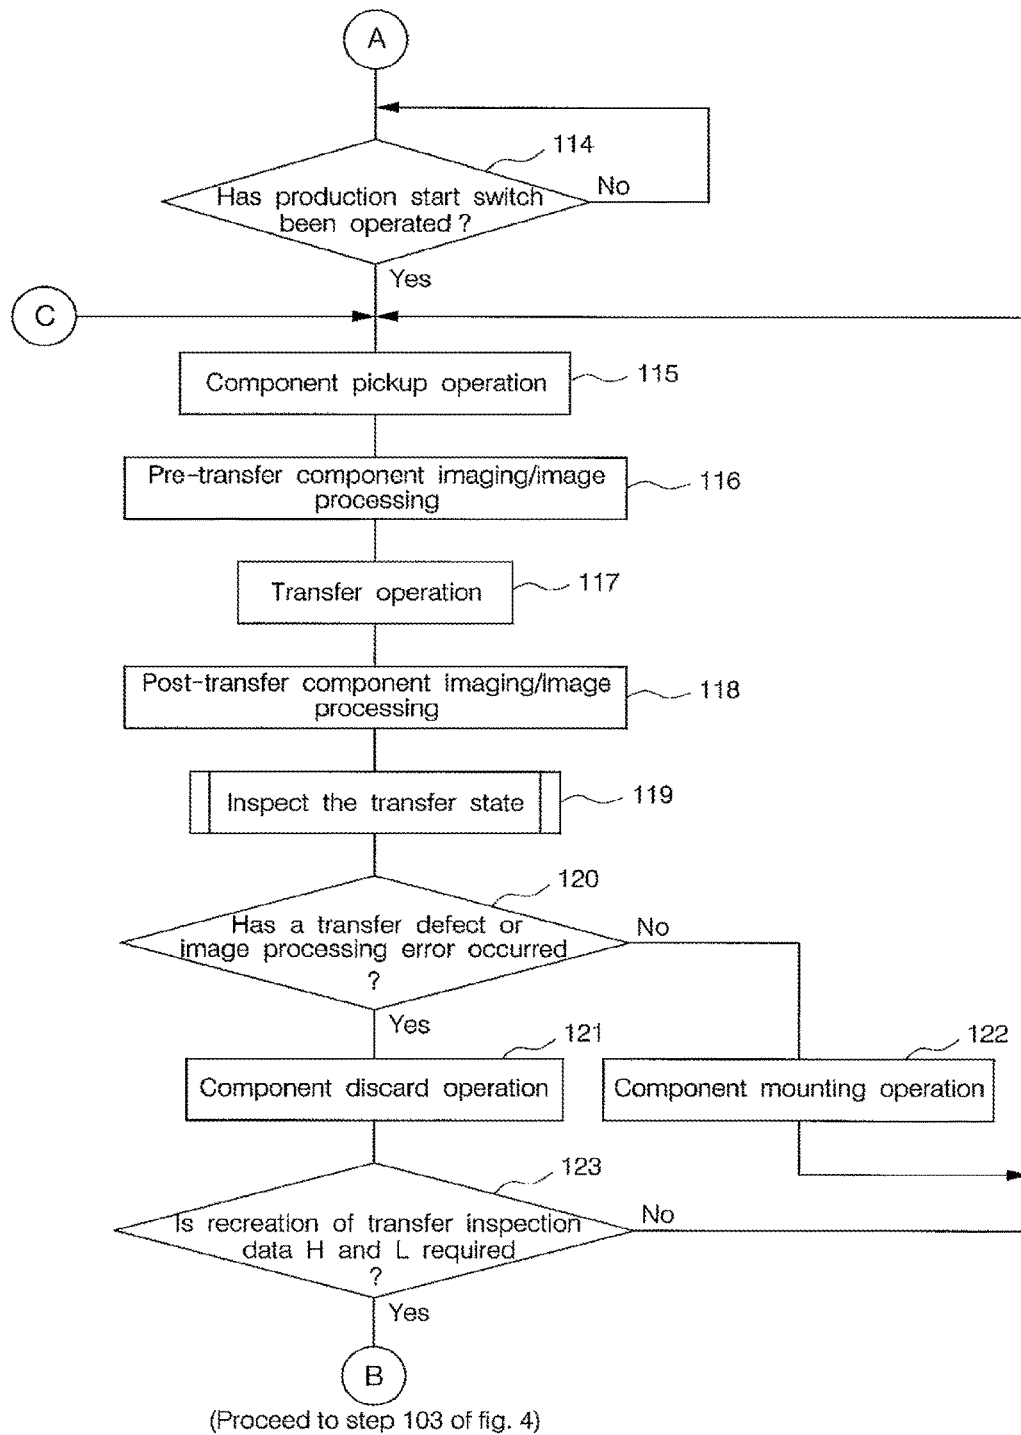 A
114
Has production start switch
been operated ?
No
Yes
C
Component pickup operation
115
Pre-transfer component imaging/image
processing
116
Transfer operation
117
Post-transfer component imaging/image
processing
118
Inspect the transfer state
119
120
Has a transfer defect or
image processing error occurred
?
No
Yes
121
Component discard operation
122
Component mounting operation
123
Is recreation of transfer inspection
data H and L required
?
No
Yes
B
(Proceed to step 103 of fig. 4)